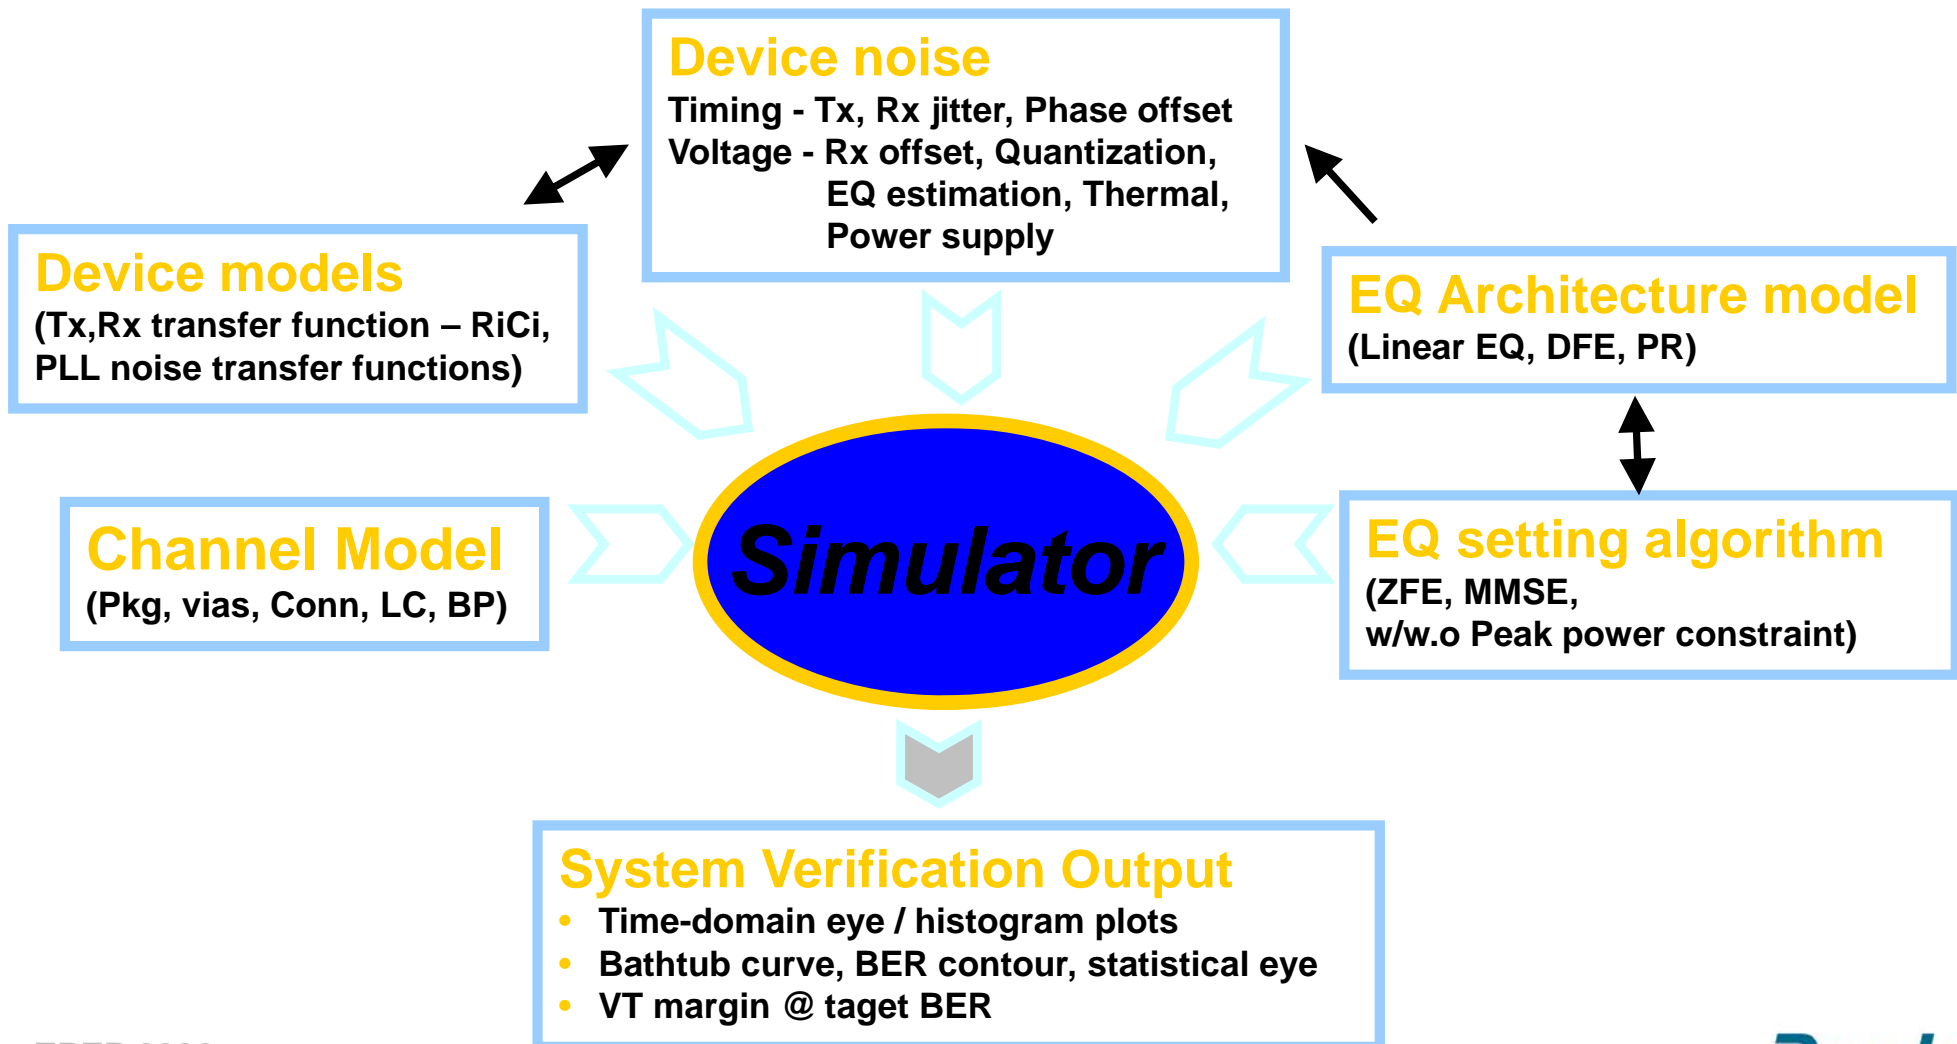 Device noise
Timing - Tx, Rx jitter, Phase offset
Voltage - Rx offset, Quantization,
EQ estimation, Thermal,
Power supply
Device models
(Tx,Rx transfer function – RiCi,
PLL noise transfer functions)
EQ Architecture model
(Linear EQ, DFE, PR)
Channel Model
(Pkg, vias, Conn, LC, BP)
Simulator
EQ setting algorithm
(ZFE, MMSE,
w/w.o Peak power constraint)
System Verification Output
• Time-domain eye / histogram plots
• Bathtub curve, BER contour, statistical eye
• VT margin @ taget BER